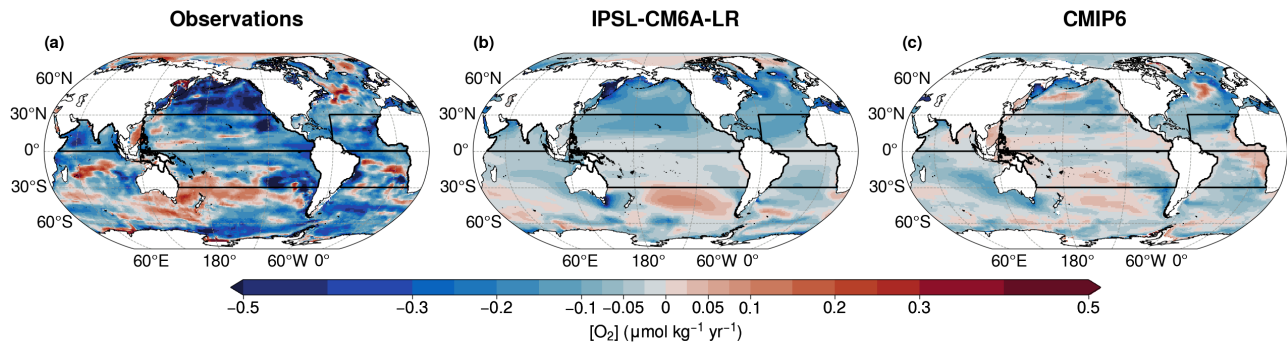 Observations IPSL-CM6A-LR CMIP6
(a) (b) (c)
60°N 60°N 60°N
30°N 30°N 30°N
0° 0° 0°
30°S 30°S 30°S
60°S 60°S 60°S
60°E 180° 60°W 0° 60°E 180° 60°W 0° 60°E 180° 60°W 0°
−0.5 −0.3 −0.2 −0.1 −0.05 0 0.05 0.1 0.2 0.3 0.5
[O₂] (μmol kg⁻¹ yr⁻¹)